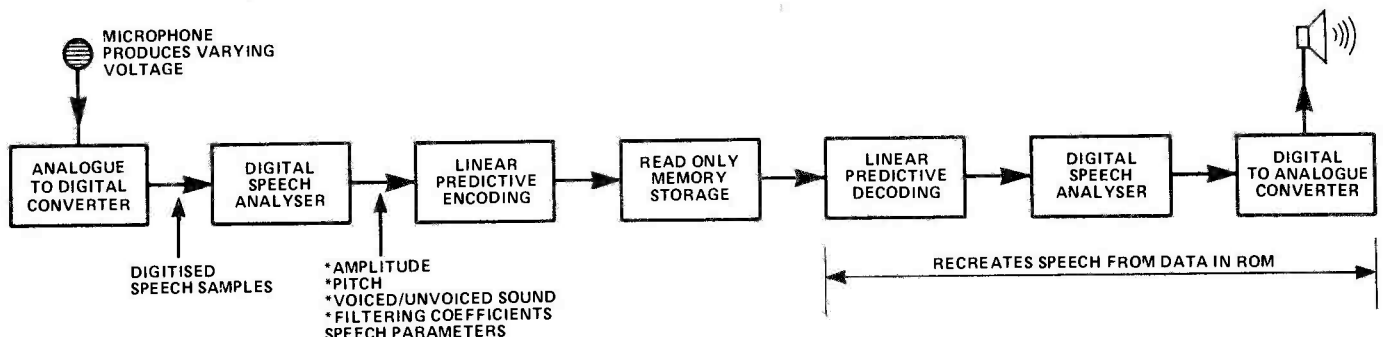 MICROPHONE
PRODUCES VARYING
VOLTAGE
ANALOGUE
TO DIGITAL
CONVERTER
DIGITAL
SPEECH
ANALYSER
LINEAR
PREDICTIVE
ENCODING
READ ONLY
MEMORY
STORAGE
LINEAR
PREDICTIVE
DECODING
DIGITAL
SPEECH
ANALYSER
DIGITAL
TO ANALOGUE
CONVERTER
DIGITISED
SPEECH SAMPLES
*AMPLITUDE
*PITCH
*VOICED/UNVOICED SOUND
*FILTERING COEFFICIENTS
SPEECH PARAMETERS
RECREATES SPEECH FROM DATA IN ROM